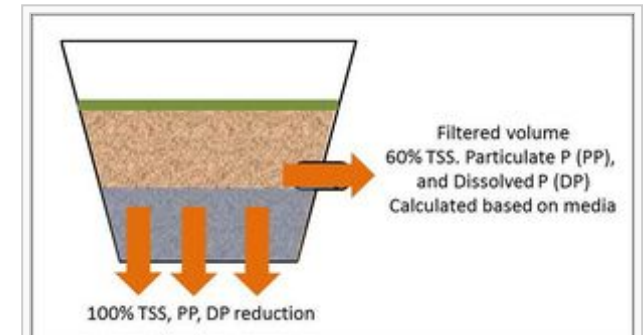 Filtered volume
60% TSS. Particulate P (PP),
and Dissolved P (DP)
Calculated based on media
100% TSS, PP, DP reduction